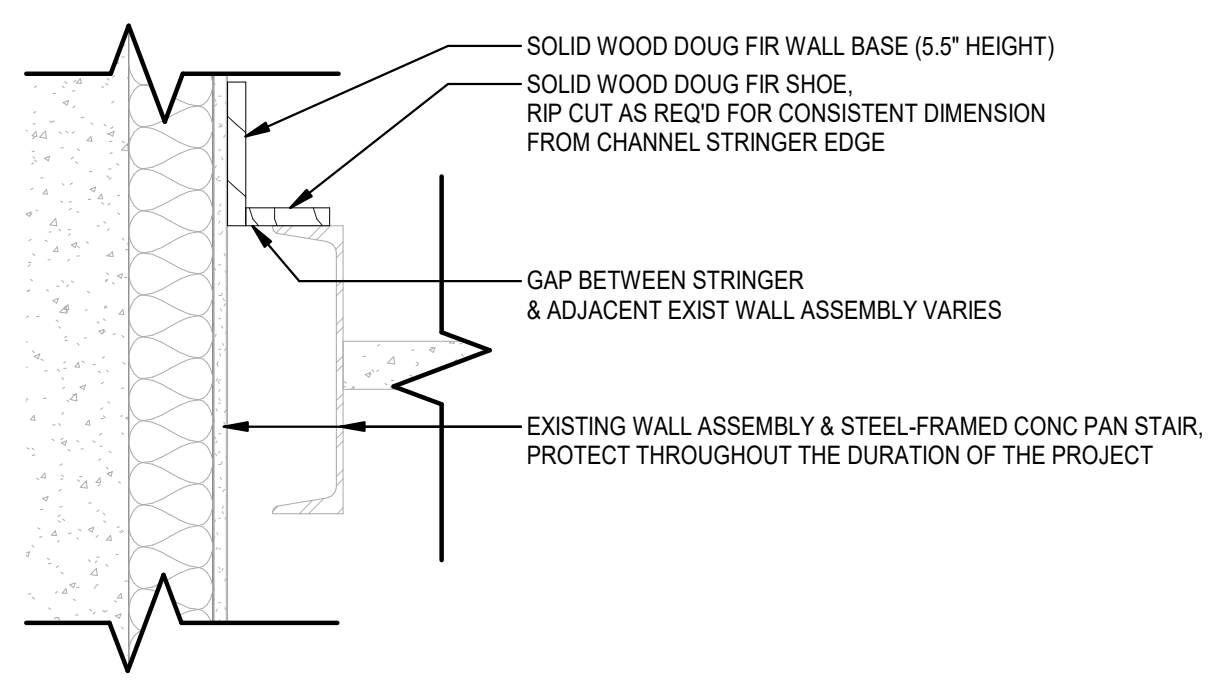 SOLID WOOD DOUG FIR WALL BASE (5.5" HEIGHT)
SOLID WOOD DOUG FIR SHOE,
RIP CUT AS REQ'D FOR CONSISTENT DIMENSION
FROM CHANNEL STRINGER EDGE
GAP BETWEEN STRINGER
& ADJACENT EXIST WALL ASSEMBLY VARIES
EXISTING WALL ASSEMBLY & STEEL-FRAMED CONC PAN STAIR,
PROTECT THROUGHOUT THE DURATION OF THE PROJECT